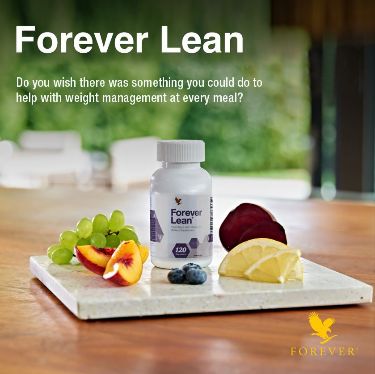 Forever Lean
Do you wish there was something you could do to
help with weight management at every meal?
Forever
Lean™
120
FOREVER®